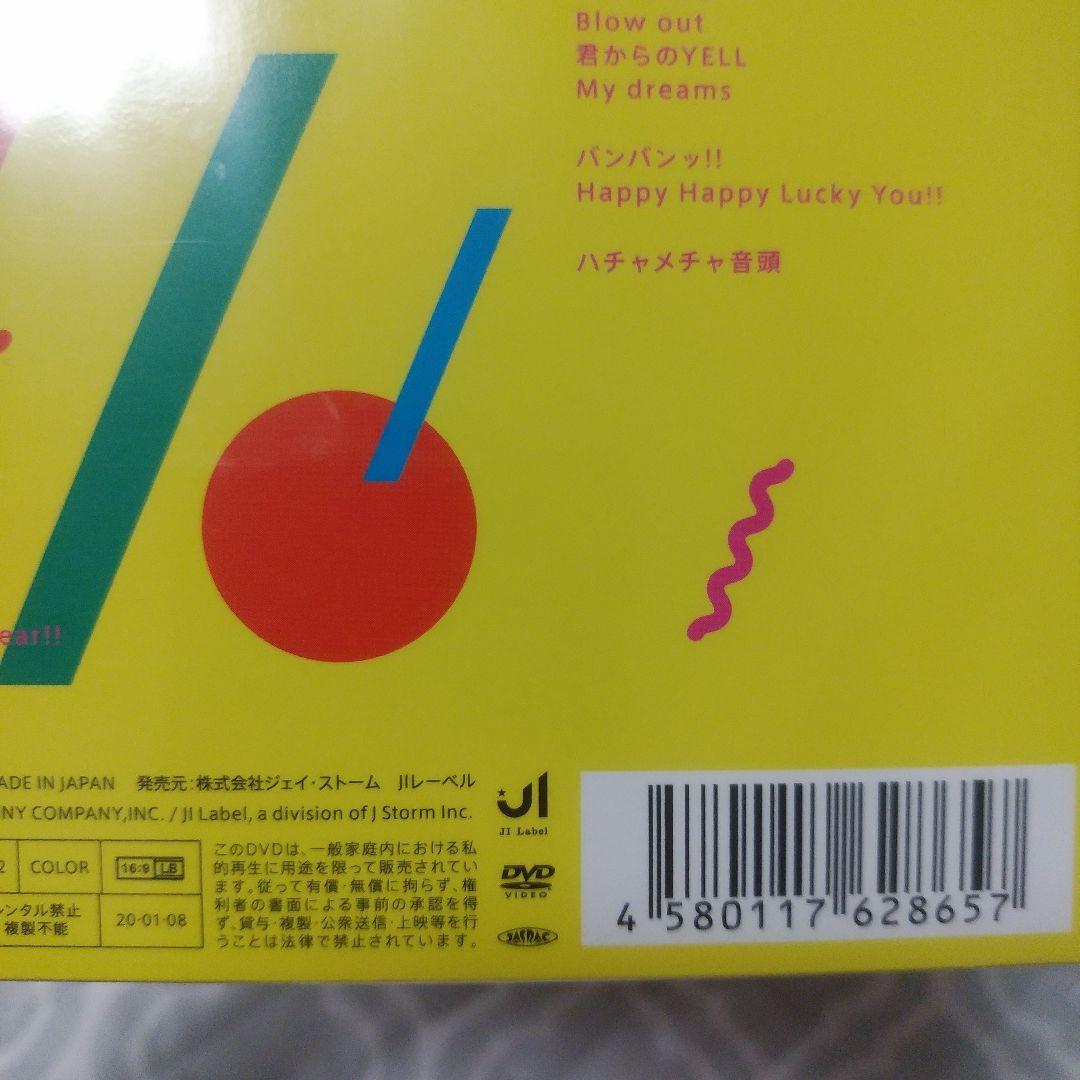 Blow out
君からのYELL
My dreams
バンバンッ!!
Happy Happy Lucky You!!
ハチャメチャ音頭
ear!!
ADE IN JAPAN 発売元:株式会社ジェイ・ストーム JIレーベル
NY COMPANY,INC. / JI Label, a division of J Storm Inc.
JI
JI Label
2 COLOR 16:9 LB
レンタル禁止
複製不能
20・01・08
このDVDは、一般家庭内における私
的再生に用途を限って販売されてい
ます。従って有償・無償に拘らず、権
利者の書面による事前の承認を得
ず、貸与・複製・公衆送信・上映等を行
うことは法律で禁止されています。
DVD
VIDEO
JASRAC
4 580117 628657